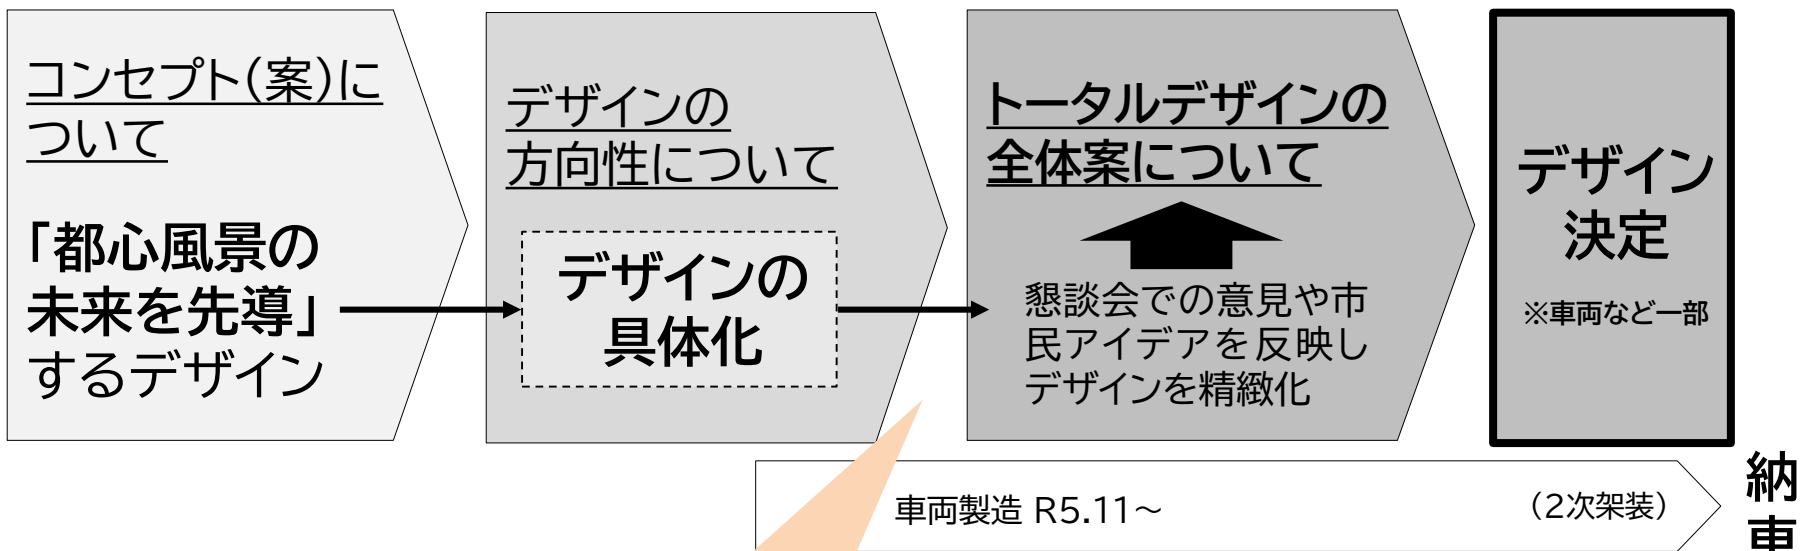 コンセプト(案)に
ついて
「都心風景の
未来を先導」
するデザイン
デザインの
方向性について
デザインの
具体化
トータルデザインの
全体案について
懇談会での意見や市
民アイデアを反映し
デザインを精緻化
デザイン
決定
※車両など一部
車両製造 R5.11～
(2次架装)
納
車